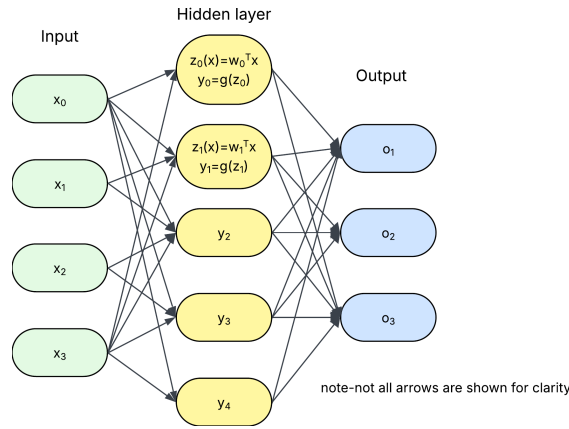 Hidden layer
Input
Output
x₀
x₁
x₂
x₃
z₀(x)=w₀ᵀx
y₀=g(z₀)
z₁(x)=w₁ᵀx
y₁=g(z₁)
y₂
y₃
y₄
o₁
o₂
o₃
note-not all arrows are shown for clarity